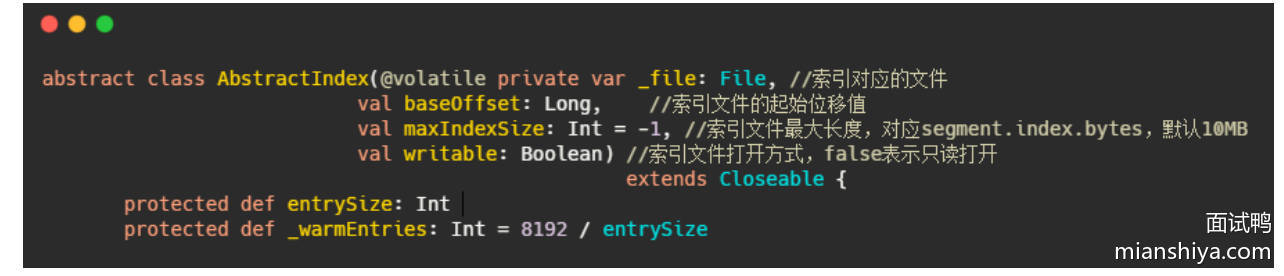 abstract class AbstractIndex(@volatile private var _file: File, //索引对应的文件
val baseOffset: Long,    //索引文件的起始位移值
val maxIndexSize: Int = -1, //索引文件最大长度，对应segment.index.bytes，默认10MB
val writable: Boolean) //索引文件打开方式，false表示只读打开
extends Closeable {
protected def entrySize: Int
protected def _warmEntries: Int = 8192 / entrySize
面试鸭
mianshiya.com